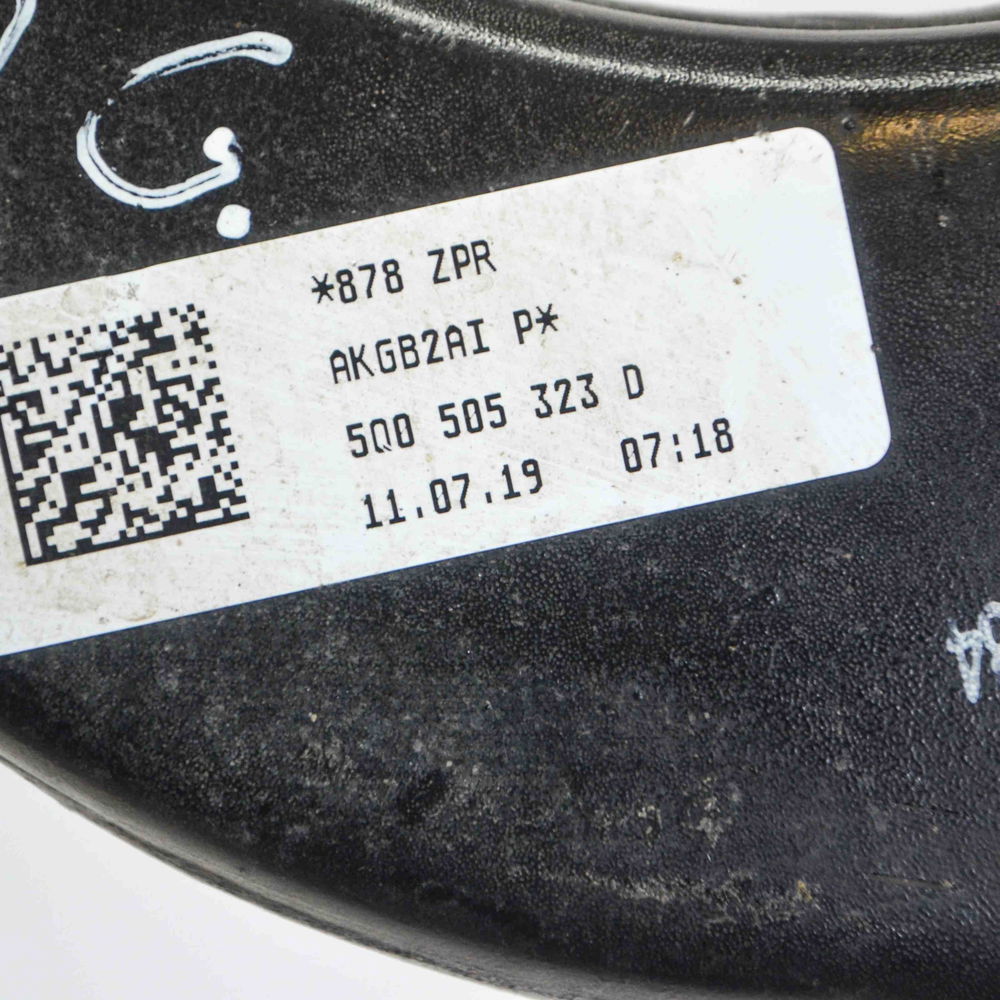 *878 ZPR
AKGB2AI P*
5Q0 505 323 D
11.07.19 07:18